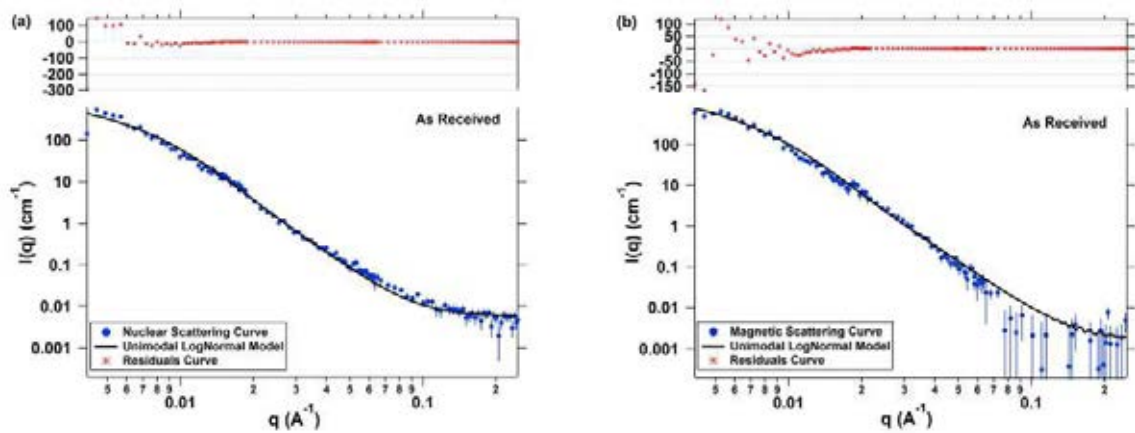 (a)
100
0
-100
-200
-300
As Received
100
10
1
0.1
0.01
0.001
I(q) (cm⁻¹)
Nuclear Scattering Curve
Unimodal LogNormal Model
Residuals Curve
5 6 7 8 9 2 3 4 5 6 7 8 9 2
0.01 0.1
q (A⁻¹)
(b)
100
50
0
-50
-100
-150
As Received
100
10
1
0.1
0.01
0.001
I(q) (cm⁻¹)
Magnetic Scattering Curve
Unimodal LogNormal Model
Residuals Curve
5 6 7 8 9 2 3 4 5 6 7 8 9 2
0.01 0.1
q (A⁻¹)